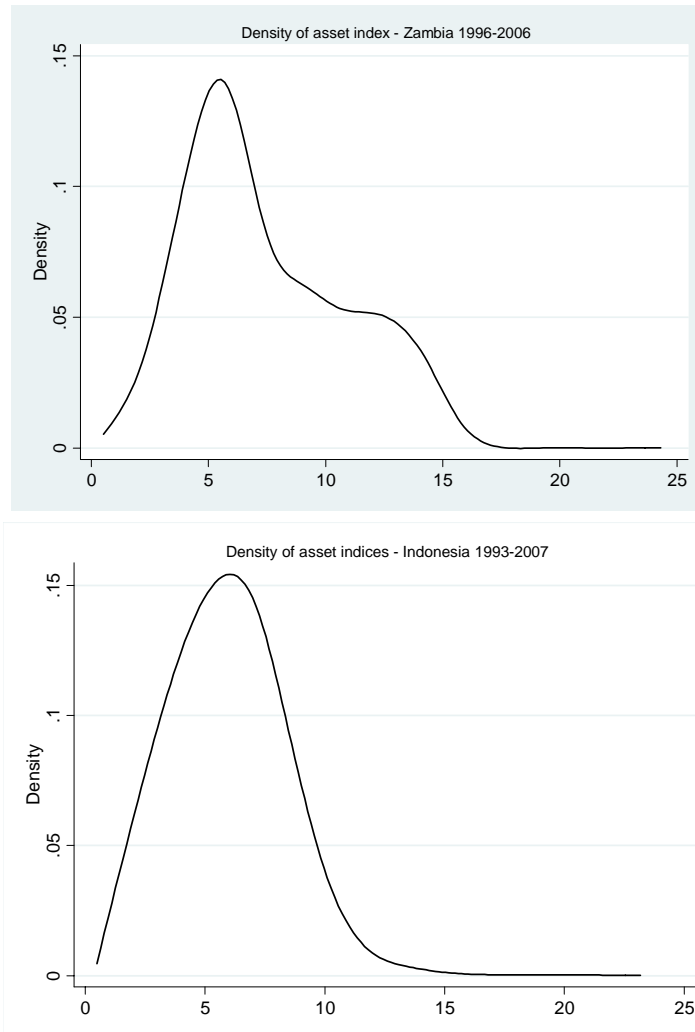 Density of asset index - Zambia 1996-2006
.15
.1
.05
0
Density
0 5 10 15 20 25
Density of asset indices - Indonesia 1993-2007
.15
.1
.05
0
Density
0 5 10 15 20 25